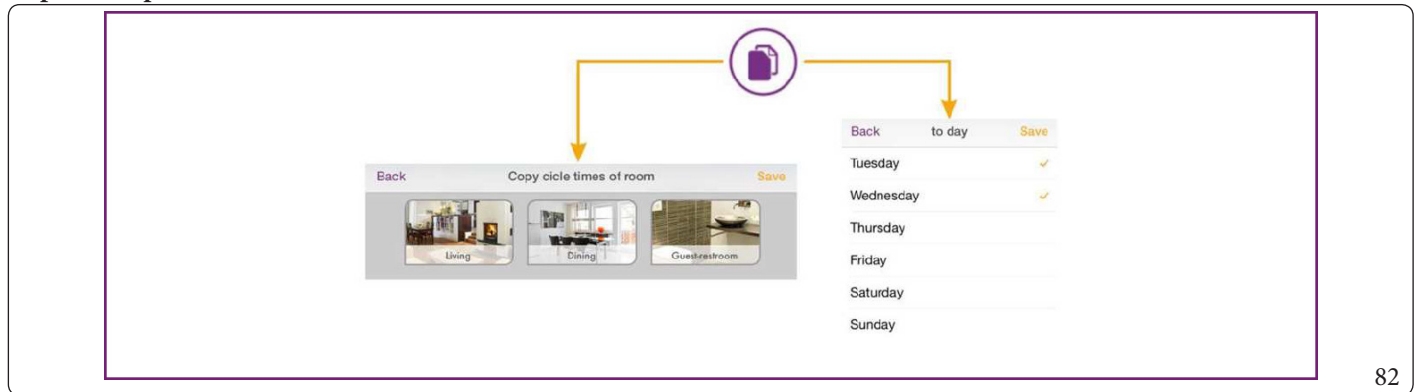 Back to day Save
Tuesday
Wednesday
Thursday
Friday
Saturday
Sunday
Back Copy cicle times of room Save
Living Dining Guest-restroom
82